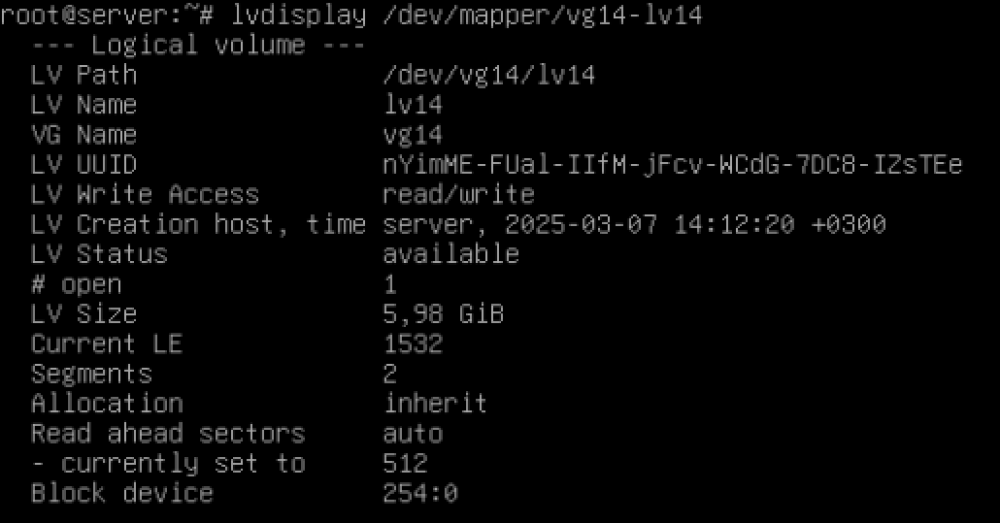 root@server:~# lvdisplay /dev/mapper/vg14-lv14
--- Logical volume ---
LV Path /dev/vg14/lv14
LV Name lv14
VG Name vg14
LV UUID nYimME-FUal-IIfM-jFcv-WCdG-7DC8-IZsTEe
LV Write Access read/write
LV Creation host, time server, 2025-03-07 14:12:20 +0300
LV Status available
# open 1
LV Size 5,98 GiB
Current LE 1532
Segments 2
Allocation inherit
Read ahead sectors auto
- currently set to 512
Block device 254:0